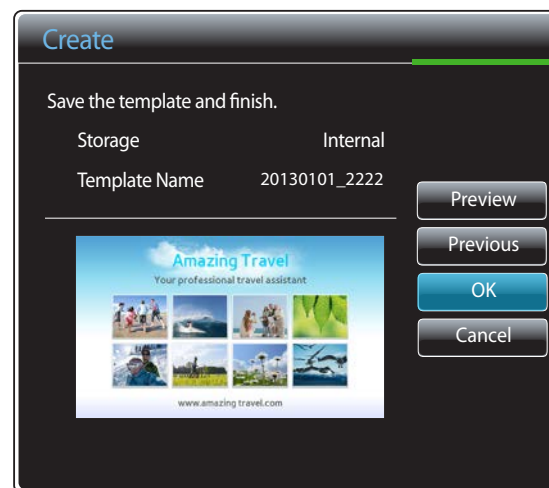 Create
Save the template and finish.
Storage Internal
Template Name 20130101_2222
Preview
Previous
OK
Cancel
Amazing Travel
Your professional travel assistant
www.amazing travel.com